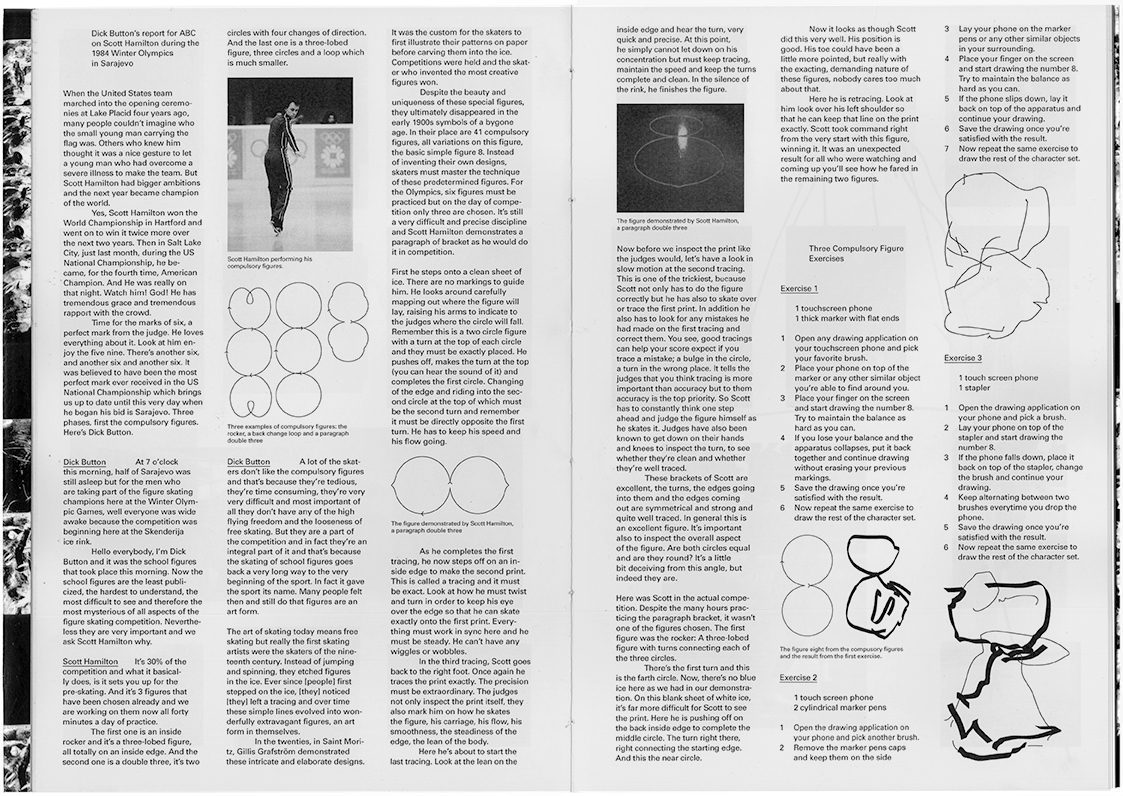 Dick Button's report for ABC
on Scott Hamilton during the
1984 Winter Olympics
in Sarajevo
When the United States team
marched into the opening ceremo-
nies at Lake Placid four years ago,
many people couldn't imagine who
the small young man carrying the
flag was. Others who knew him
thought it was a nice gesture to let
a young man who had overcome a
severe illness to make the team. But
Scott Hamilton had bigger ambitions
and the next year became champion
of the world.
Yes, Scott Hamilton won the
World Championship in Hartford and
went on to win it twice more over
the next two years. Then in Salt Lake
City, just last month, during the US
National Championship, he be-
came, for the fourth time, American
Champion. And He was really on
that night. Watch him! God! He has
tremendous grace and tremendous
rapport with the crowd.
Time for the marks of six, a
perfect mark from the judge. He loves
everything about it. Look at him en-
joy the five nine. There's another six,
and another six and another six. It
was believed to have been the most
perfect mark ever received in the US
National Championship which brings
us up to date until this very day when
he began his bid is Sarajevo. Three
phases, first the compulsory figures.
Here's Dick Button.
Dick Button At 7 o'clock
this morning, half of Sarajevo was
still asleep but for the men who
are taking part of the figure skating
champions here at the Winter Olym-
pic Games, well everyone was wide
awake because the competition was
beginning here at the Skenderija
ice rink.
Hello everybody, I'm Dick
Button and it was the school figures
that took place this morning. Now the
school figures are the least publi-
cized, the hardest to understand, the
most difficult to see and therefore the
most mysterious of all aspects of the
figure skating competition. Neverthe-
less they are very important and we
ask Scott Hamilton why.
Scott Hamilton It's 30% of the
competition and what it basical-
ly does, is it sets you up for the
pre-skating. And it's 3 figures that
have been chosen already and we
are working on them now all forty
minutes a day of practice.
The first one is an inside
rocker and it's a three-lobed figure,
all totally on an inside edge. And the
second one is a double three, it's two
circles with four changes of direction.
And the last one is a three-lobed
figure, three circles and a loop which
is much smaller.
Scott Hamilton performing his
compulsory figures.
Three examples of compulsory figures: the
rocker, a back change loop and a paragraph
double three
Dick Button A lot of the skat-
ers don't like the compulsory figures
and that's because they're tedious,
they're time consuming, they're very
very difficult and most important of
all they don't have any of the high
flying freedom and the looseness of
free skating. But they are a part of
the competition and in fact they're an
integral part of it and that's because
the skating of school figures goes
back a very long way to the very
beginning of the sport. In fact it gave
the sport its name. Many people felt
then and still do that figures are an
art form.
The art of skating today means free
skating but really the first skating
artists were the skaters of the nine-
teenth century. Instead of jumping
and spinning, they etched figures
in the ice. Ever since [people] first
stopped on the ice, [they] noticed
[they] left a tracing and over time
these simple lines evolved into won-
derfully extravagant figures, an art
form in themselves.
In the twenties, in Saint Mori-
tz, Gillis Grafström demonstrated
these intricate and elaborate designs.
It was the custom for the skaters to
first illustrate their patterns on paper
before carving them into the ice.
Competitions were held and the skat-
er who invented the most creative
figures won.
Despite the beauty and
uniqueness of these special figures,
they ultimately disappeared in the
early 1900s symbols of a bygone
age. In their place are 41 compulsory
figures, all variations on this figure,
the basic simple figure 8. Instead
of inventing their own designs,
skaters must master the technique
of these predetermined figures. For
the Olympics, six figures must be
practiced but on the day of compe-
tition only three are chosen. It's still
a very difficult and precise discipline
and Scott Hamilton demonstrates a
paragraph of bracket as he would do
it in competition.
First he steps onto a clean sheet of
ice. There are no markings to guide
him. He looks around carefully
mapping out where the figure will
lay, raising his arms to indicate to
the judges where the circle will fall.
Remember this is a two circle figure
with a turn at the top of each circle
and they must be exactly placed. He
pushes off, makes the turn at the top
(you can hear the sound of it) and
completes the first circle. Changing
of the edge and riding into the sec-
ond circle at the top of which must
be the second turn and remember
it must be directly opposite the first
turn. He has to keep his speed and
his flow going.
The figure demonstrated by Scott Hamilton,
a paragraph double three
As he completes the first
tracing, he now steps off on an in-
side edge to make the second print.
This is called a tracing and it must
be exact. Look at how he must twist
and turn in order to keep his eye
over the edge so that he can skate
exactly onto the first print. Every-
thing must work in sync here and he
must be steady. He can't have any
wiggles or wobbles.
In the third tracing, Scott goes
back to the right foot. Once again he
traces the print exactly. The precision
must be extraordinary. The judges
not only inspect the print itself, they
also mark him on how he skates
the figure, his carriage, his flow, his
smoothness, the steadiness of the
edge, the lean of the body.
Here he's about to start the
last tracing. Look at the lean on the
inside edge and hear the turn, very
quick and precise. At this point,
he simply cannot let down on his
concentration but must keep tracing,
maintain the speed and keep the turns
complete and clean. In the silence of
the rink, he finishes the figure.
The figure demonstrated by Scott Hamilton,
a paragraph double three
Now before we inspect the print like
the judges would, let's have a look in
slow motion at the second tracing.
This is one of the trickiest, because
Scott not only has to do the figure
correctly but he has also to skate over
or trace the first print. In addition he
also has to look for any mistakes he
had made on the first tracing and
correct them. You see, good tracings
can help your score expect if you
trace a mistake; a bulge in the circle,
a turn in the wrong place. It tells the
judges that you think tracing is more
important than accuracy but to them
accuracy is the top priority. So Scott
has to constantly think one step
ahead and judge the figure himself as
he skates it. Judges have also been
known to get down on their hands
and knees to inspect the turn, to see
whether they're clean and whether
they're well traced.
These brackets of Scott are
excellent, the turns, the edges going
into them and the edges coming
out are symmetrical and strong and
quite well traced. In general this is
an excellent figure. It's important
also to inspect the overall aspect
of the figure. Are both circles equal
and are they round? It's a little
bit deceiving from this angle, but
indeed they are.
Here was Scott in the actual compe-
tition. Despite the many hours prac-
ticing the paragraph bracket, it wasn't
one of the figures chosen. The first
figure was the rocker: A three-lobed
figure with turns connecting each of
the three circles.
There's the first turn and this
is the farth circle. Now, there's no blue
ice here as we had in our demonstra-
tion. On this blank sheet of white ice,
it's far more difficult for Scott to see
the print. Here he is pushing off on
the back inside edge to complete the
middle circle. The turn right there,
right connecting the starting edge.
And this the near circle.
Now it looks as though Scott
did this very well. His position is
good. His toe could have been a
little more pointed, but really with
the exacting, demanding nature of
these figures, nobody cares too much
about that.
Here he is retracing. Look at
him look over his left shoulder so
that he can keep that line on the print
exactly. Scott took command right
from the very start with this figure,
winning it. It was an unexpected
result for all who were watching and
coming up you'll see how he fared in
the remaining two figures.
Three Compulsory Figure
Exercises
Exercise 1
1 touchscreen phone
1 thick marker with flat ends
1 Open any drawing application on
your touchscreen phone and pick
your favorite brush.
2 Place your phone on top of the
marker or any other similar object
you're able to find around you.
3 Place your finger on the screen
and start drawing the number 8.
Try to maintain the balance as
hard as you can.
4 If you lose your balance and the
apparatus collapses, put it back
together and continue drawing
without erasing your previous
markings.
5 Save the drawing once you're
satisfied with the result.
6 Now repeat the same exercise to
draw the rest of the character set.
The figure eight from the compusory figures
and the result from the first exercise.
Exercise 2
1 touch screen phone
2 cylindrical marker pens
1 Open the drawing application on
your phone and pick another brush.
2 Remove the marker pens caps
and keep them on the side
3 Lay your phone on the marker
pens or any other similar objects
in your surrounding.
4 Place your finger on the screen
and start drawing the number 8.
Try to maintain the balance as
hard as you can.
5 If the phone slips down, lay it
back on top of the apparatus and
continue your drawing.
6 Save the drawing once you're
satisfied with the result.
7 Now repeat the same exercise to
draw the rest of the character set.
Exercise 3
1 touch screen phone
1 stapler
1 Open the drawing application on
your phone and pick a brush.
2 Lay your phone on top of the
stapler and start drawing the
number 8.
3 If the phone falls down, place it
back on top of the stapler, change
the brush and continue your
drawing.
4 Keep alternating between two
brushes everytime you drop the
phone.
5 Save the drawing once you're
satisfied with the result.
6 Now repeat the same exercise to
draw the rest of the character set.